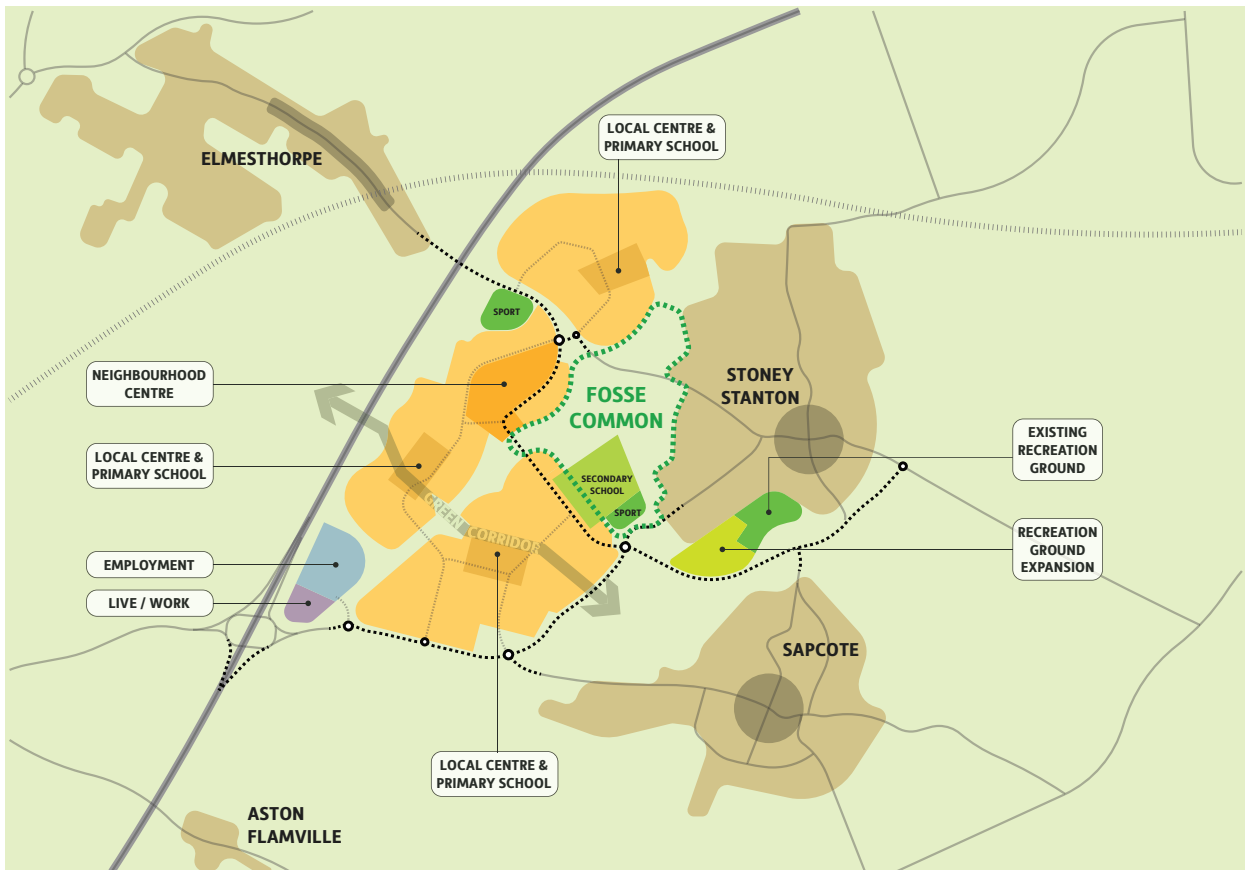 LOCAL CENTRE &
PRIMARY SCHOOL
ELMESTHORPE
SPORT
NEIGHBOURHOOD
CENTRE
STONEY
STANTON
FOSSE
COMMON
EXISTING
RECREATION
GROUND
LOCAL CENTRE &
PRIMARY SCHOOL
SECONDARY
SCHOOL
SPORT
GREEN CORRIDOR
RECREATION
GROUND
EXPANSION
EMPLOYMENT
LIVE / WORK
SAPCOTE
LOCAL CENTRE &
PRIMARY SCHOOL
ASTON
FLAMVILLE